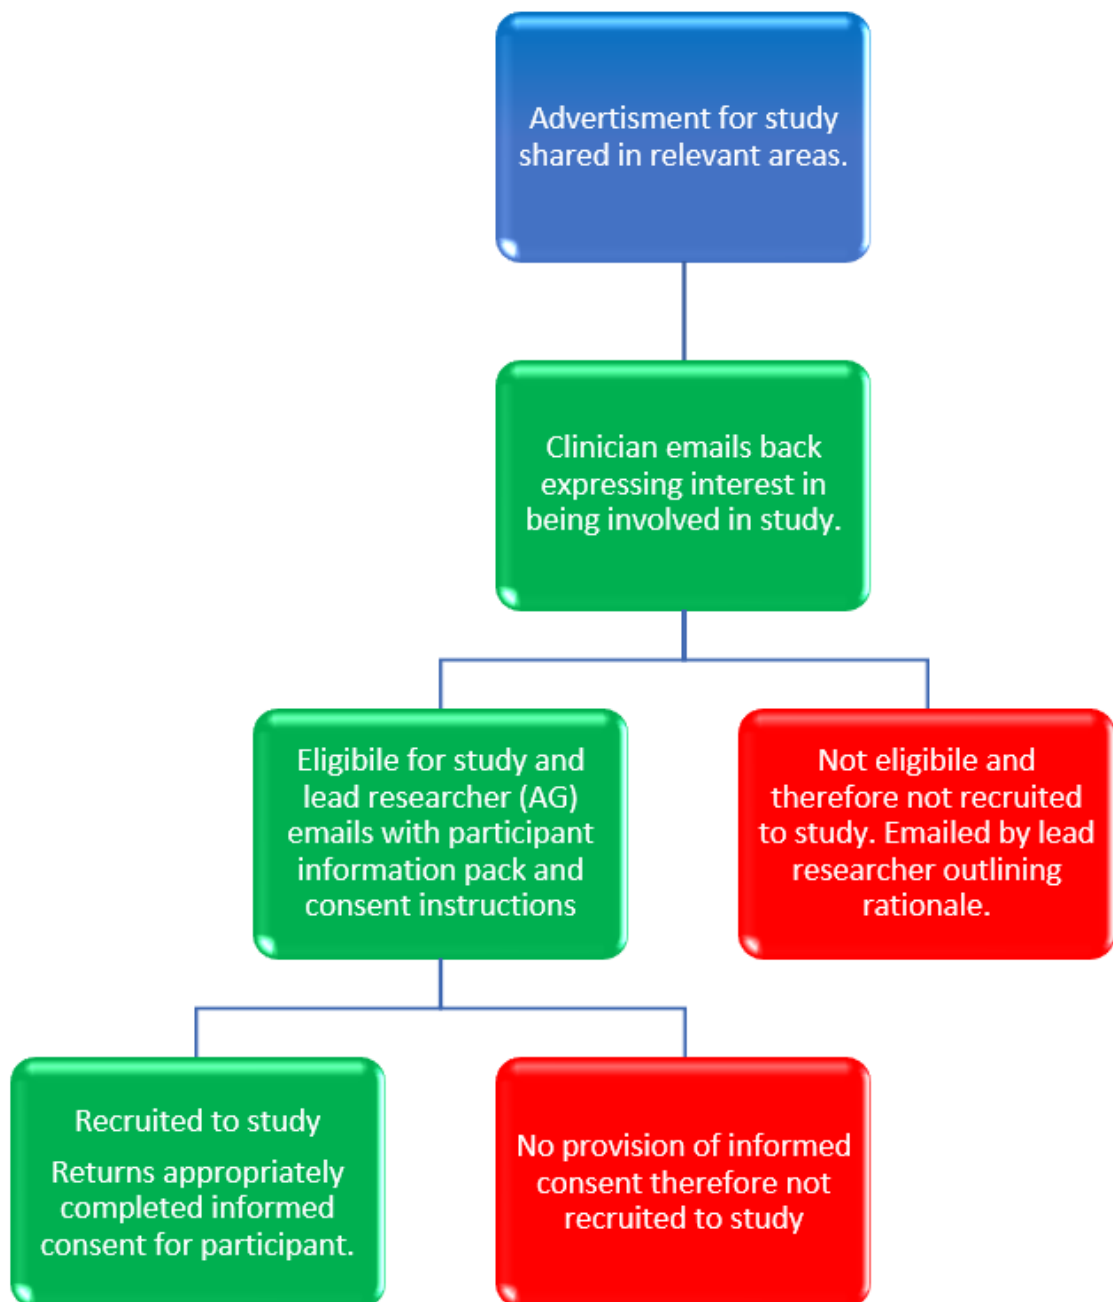 Advertisment for study
shared in relevant areas.
Clinician emails back
expressing interest in
being involved in study.
Eligibile for study and
lead researcher (AG)
emails with participant
information pack and
consent instructions
Not eligibile and
therefore not recruited
to study. Emailed by lead
researcher outlining
rationale.
Recruited to study
Returns appropriately
completed informed
consent for participant.
No provision of informed
consent therefore not
recruited to study